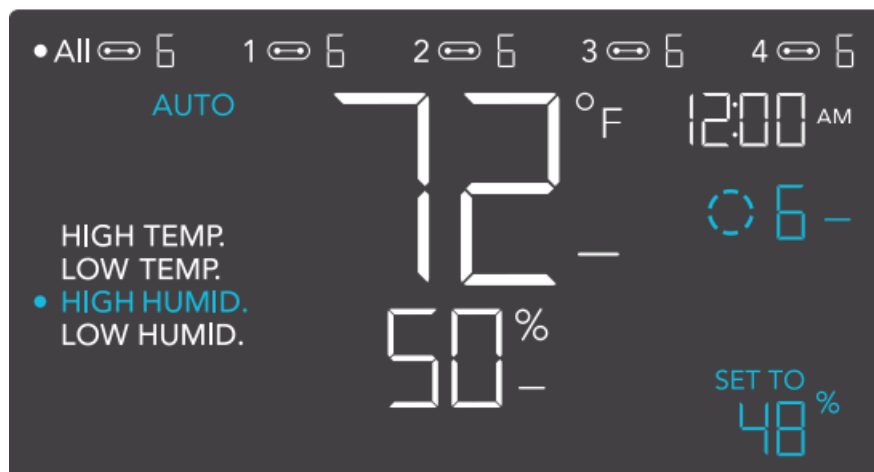 • All 6 1 6 2 6 3 6 4 6
AUTO
72 °F –
12:00 AM
6 –
HIGH TEMP.
LOW TEMP.
• HIGH HUMID.
LOW HUMID.
50 % –
SET TO
48 %